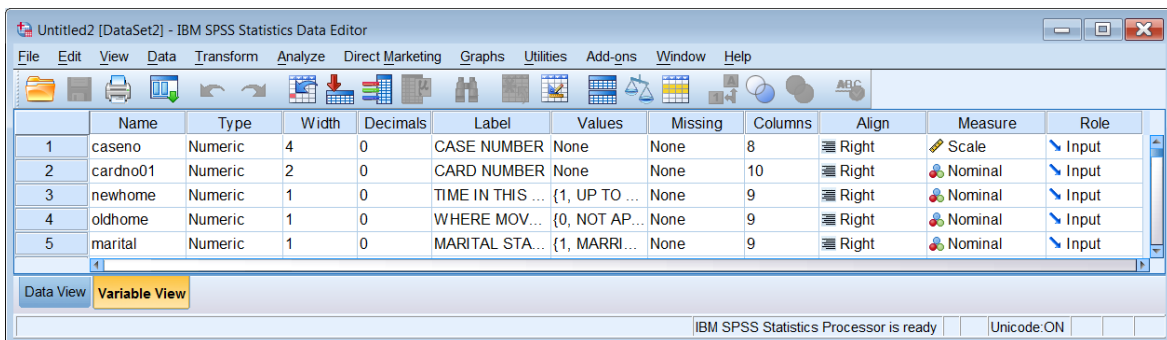 Untitled2 [DataSet2] - IBM SPSS Statistics Data Editor
File Edit View Data Transform Analyze Direct Marketing Graphs Utilities Add-ons Window Help
Name Type Width Decimals Label Values Missing Columns Align Measure Role
1 caseno Numeric 4 0 CASE NUMBER None None 8 Right Scale Input
2 cardno01 Numeric 2 0 CARD NUMBER None None 10 Right Nominal Input
3 newhome Numeric 1 0 TIME IN THIS ... {1, UP TO ... None 9 Right Nominal Input
4 oldhome Numeric 1 0 WHERE MOV... {0, NOT AP... None 9 Right Nominal Input
5 marital Numeric 1 0 MARITAL STA... {1, MARRI... None 9 Right Nominal Input
Data View Variable View
IBM SPSS Statistics Processor is ready Unicode:ON